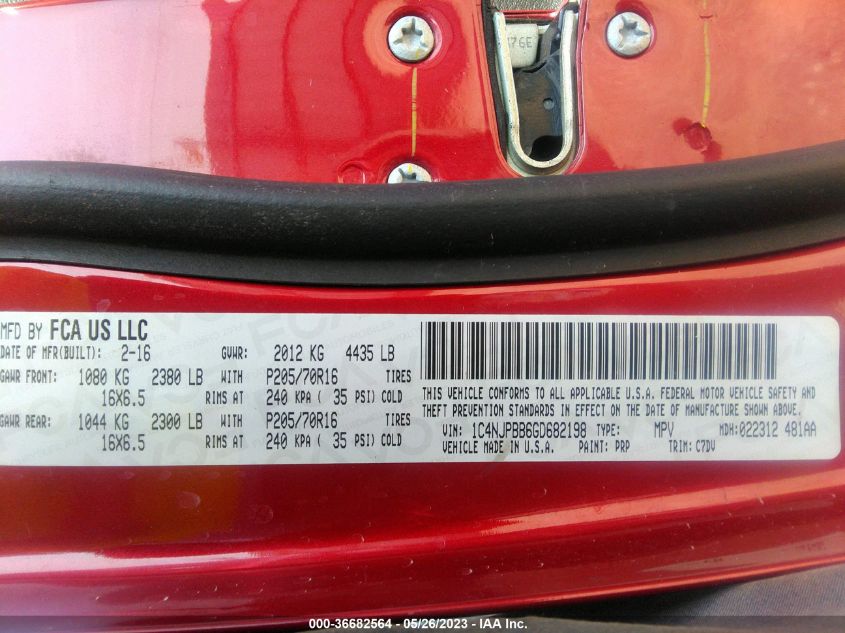 76E
MFD BY FCA US LLC
DATE OF MFR(BUILT): 2-16 GVWR: 2012 KG 4435 LB
GAWR FRONT: 1080 KG 2380 LB WITH P205/70R16 TIRES
16X6.5 RIMS AT 240 KPA ( 35 PSI) COLD
GAWR REAR: 1044 KG 2300 LB WITH P205/70R16 TIRES
16X6.5 RIMS AT 240 KPA ( 35 PSI) COLD
THIS VEHICLE CONFORMS TO ALL APPLICABLE U.S.A. FEDERAL MOTOR VEHICLE SAFETY AND
THEFT PREVENTION STANDARDS IN EFFECT ON THE DATE OF MANUFACTURE SHOWN ABOVE.
VIN: 1C4NJPBB6GD682198 TYPE: MPV MDH: 022312 481AA
VEHICLE MADE IN U.S.A. PAINT: PRP TRIM: C7DV
000-36682564 - 05/26/2023 - IAA Inc.